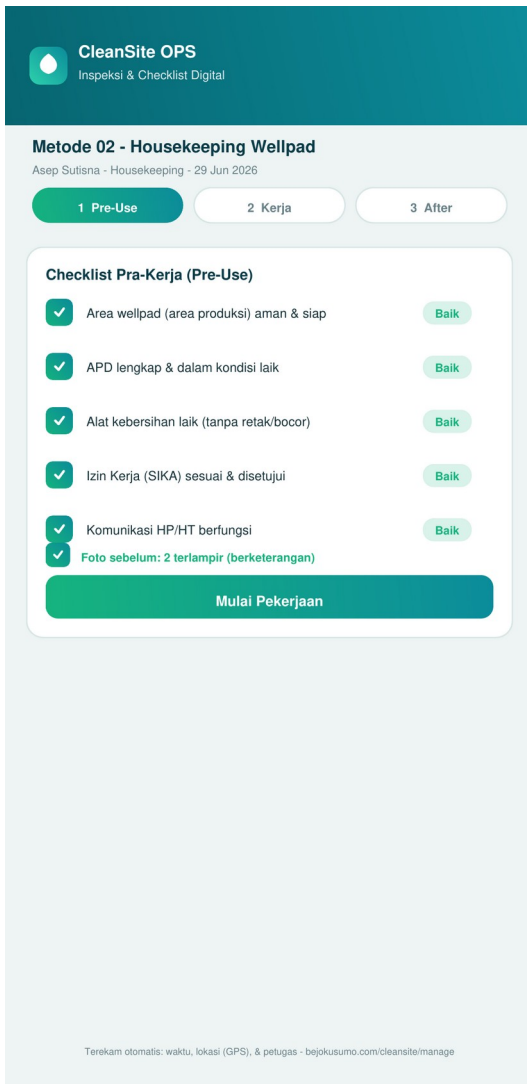 CleanSite OPS
Inspeksi & Checklist Digital
Metode 02 - Housekeeping Wellpad
Asep Sutisna - Housekeeping - 29 Jun 2026
1 Pre-Use
2 Kerja
3 After
Checklist Pra-Kerja (Pre-Use)
Area wellpad (area produksi) aman & siap
Baik
APD lengkap & dalam kondisi laik
Baik
Alat kebersihan laik (tanpa retak/bocor)
Baik
Izin Kerja (SIKA) sesuai & disetujui
Baik
Komunikasi HP/HT berfungsi
Baik
Foto sebelum: 2 terlampir (berketerangan)
Mulai Pekerjaan
Terekam otomatis: waktu, lokasi (GPS), & petugas - bejokusumo.com/cleansite/manage